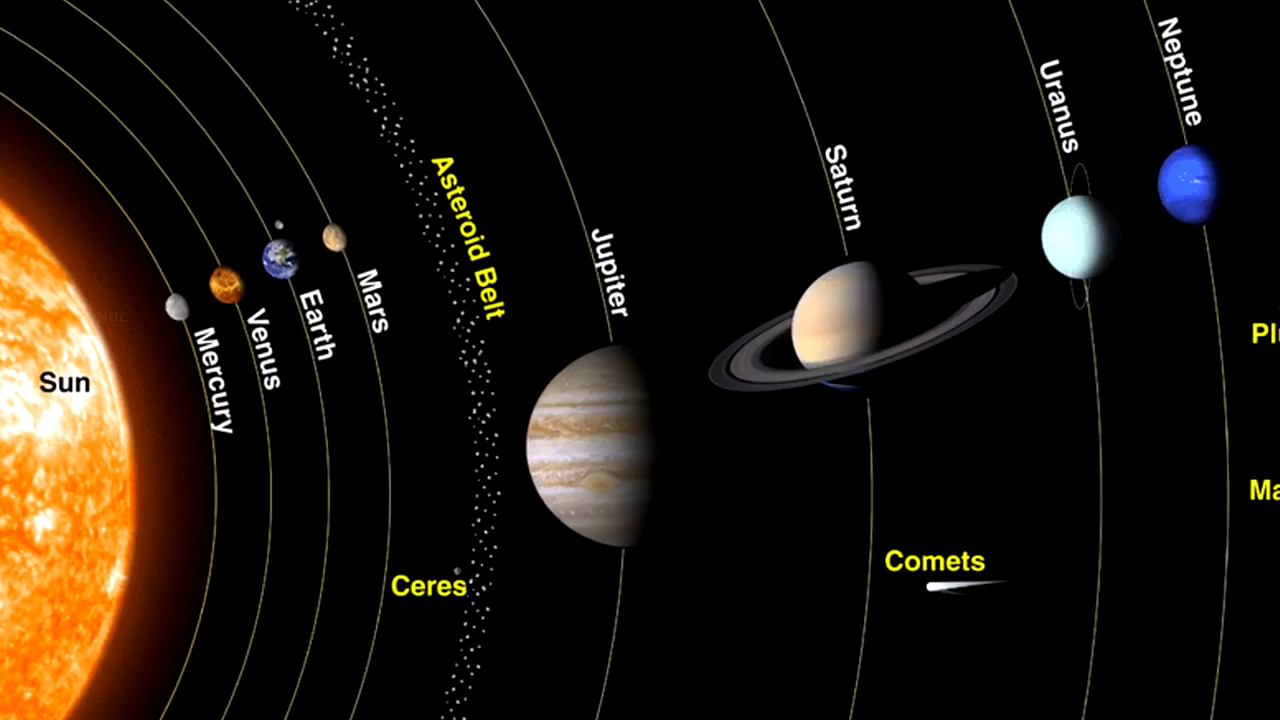 Sun
Mercury
Venus
Earth
Mars
Asteroid Belt
Ceres
Jupiter
Saturn
Comets
Uranus
Neptune